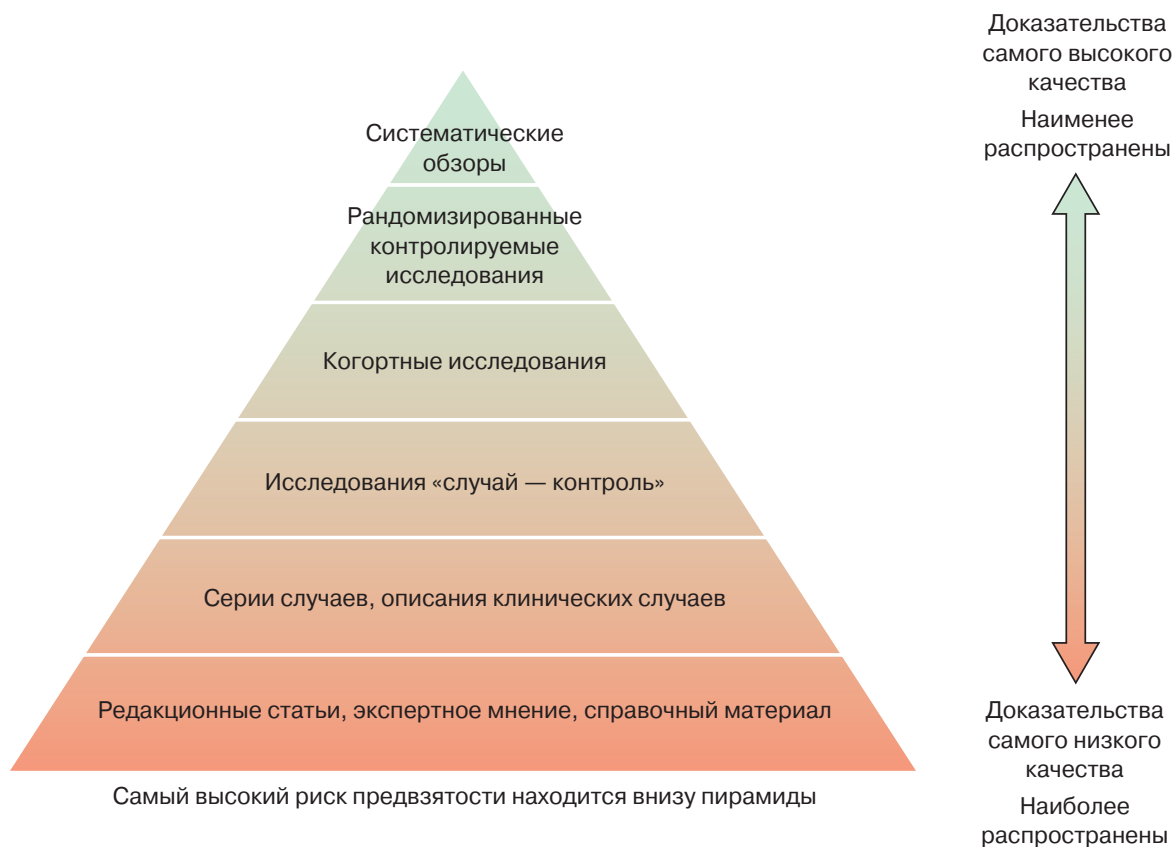 Доказательства
самого высокого
качества
Наименее
распространены
Систематические
обзоры
Рандомизированные
контролируемые
исследования
Когортные исследования
Исследования «случай — контроль»
Серии случаев, описания клинических случаев
Редакционные статьи, экспертное мнение, справочный материал
Самый высокий риск предвзятости находится внизу пирамиды
Доказательства
самого низкого
качества
Наиболее
распространены